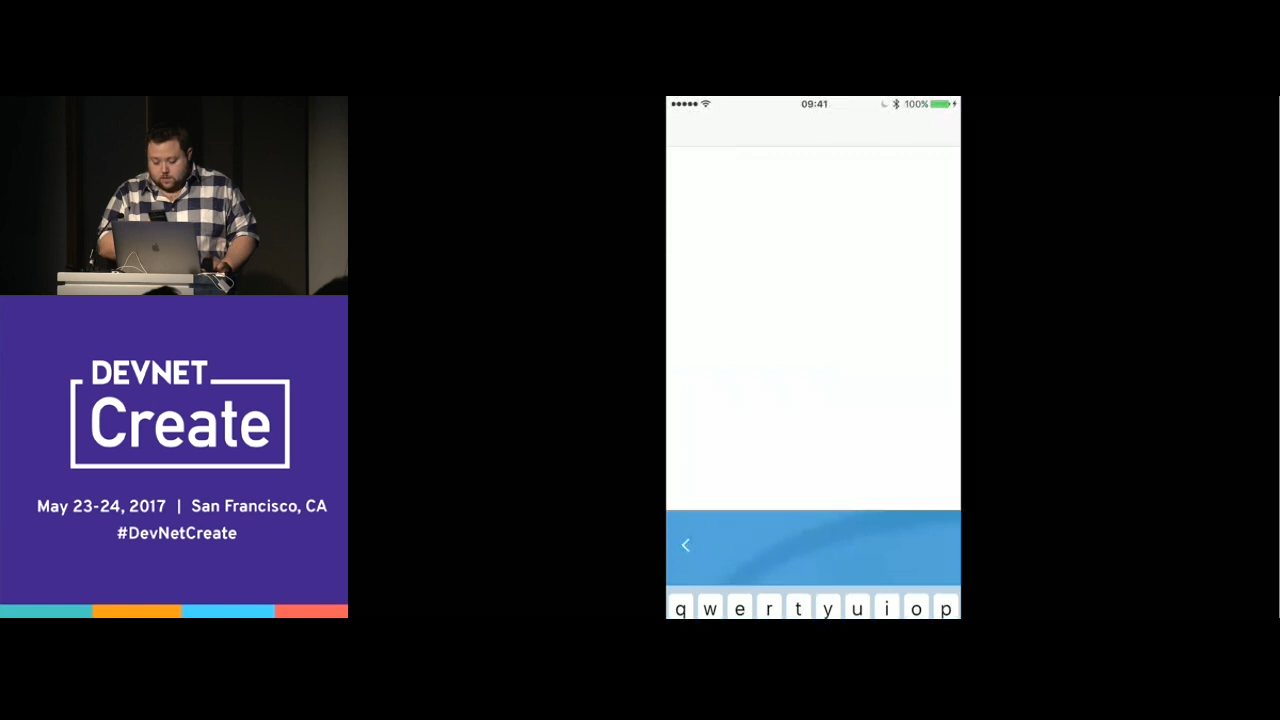 09:41
100%
q w e r t y u i o p
DEVNET
Create
May 23-24, 2017 | San Francisco, CA
#DevNetCreate